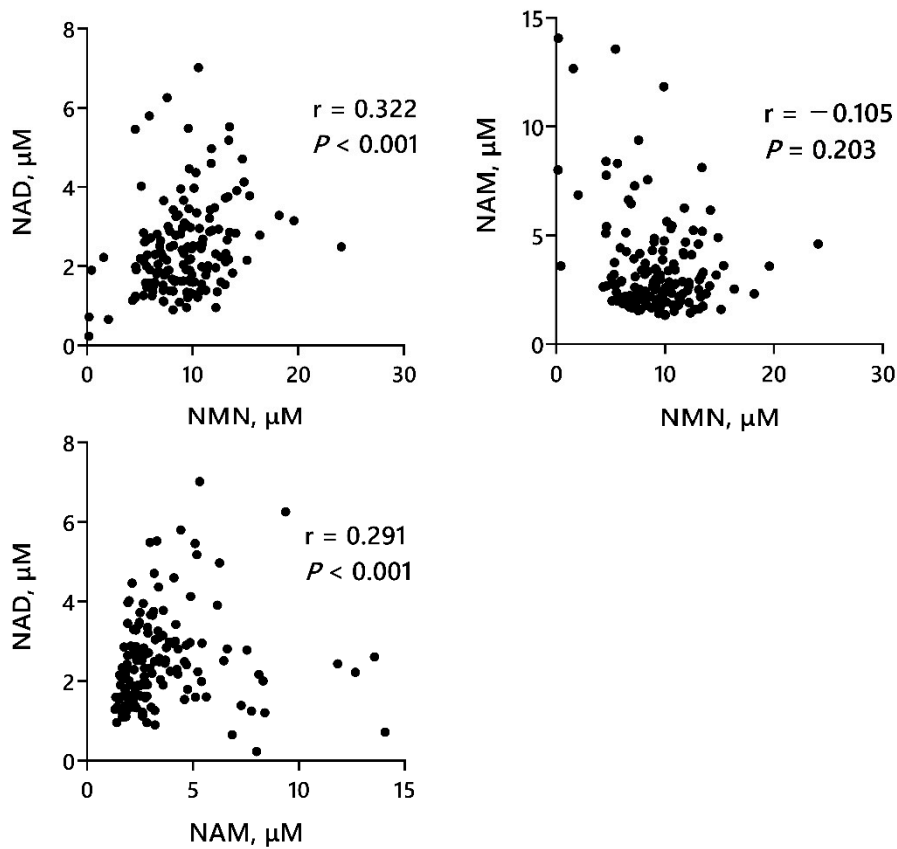 8
6
4
2
0
NAD, µM
r = 0.322
P < 0.001
0
10
20
30
NMN, µM
15
10
5
0
NAM, µM
r = −0.105
P = 0.203
0
10
20
30
NMN, µM
8
6
4
2
0
NAD, µM
r = 0.291
P < 0.001
0
5
10
15
NAM, µM